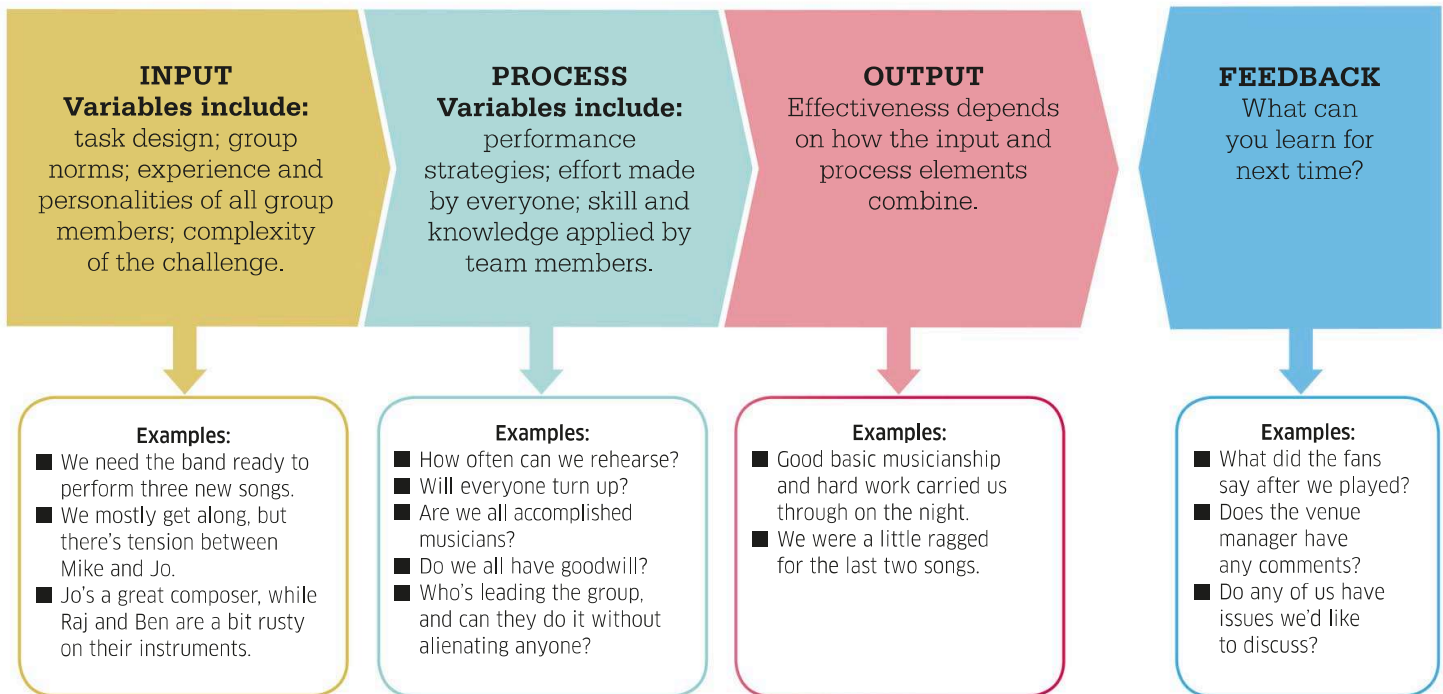 INPUT
Variables include:
task design; group
norms; experience and
personalities of all group
members; complexity
of the challenge.
PROCESS
Variables include:
performance
strategies; effort made
by everyone; skill and
knowledge applied by
team members.
OUTPUT
Effectiveness depends
on how the input and
process elements
combine.
FEEDBACK
What can
you learn for
next time?
Examples:
■ We need the band ready to
perform three new songs.
■ We mostly get along, but
there's tension between
Mike and Jo.
■ Jo's a great composer, while
Raj and Ben are a bit rusty
on their instruments.
Examples:
■ How often can we rehearse?
■ Will everyone turn up?
■ Are we all accomplished
musicians?
■ Do we all have goodwill?
■ Who's leading the group,
and can they do it without
alienating anyone?
Examples:
■ Good basic musicianship
and hard work carried us
through on the night.
■ We were a little ragged
for the last two songs.
Examples:
■ What did the fans
say after we played?
■ Does the venue
manager have
any comments?
■ Do any of us have
issues we'd like
to discuss?